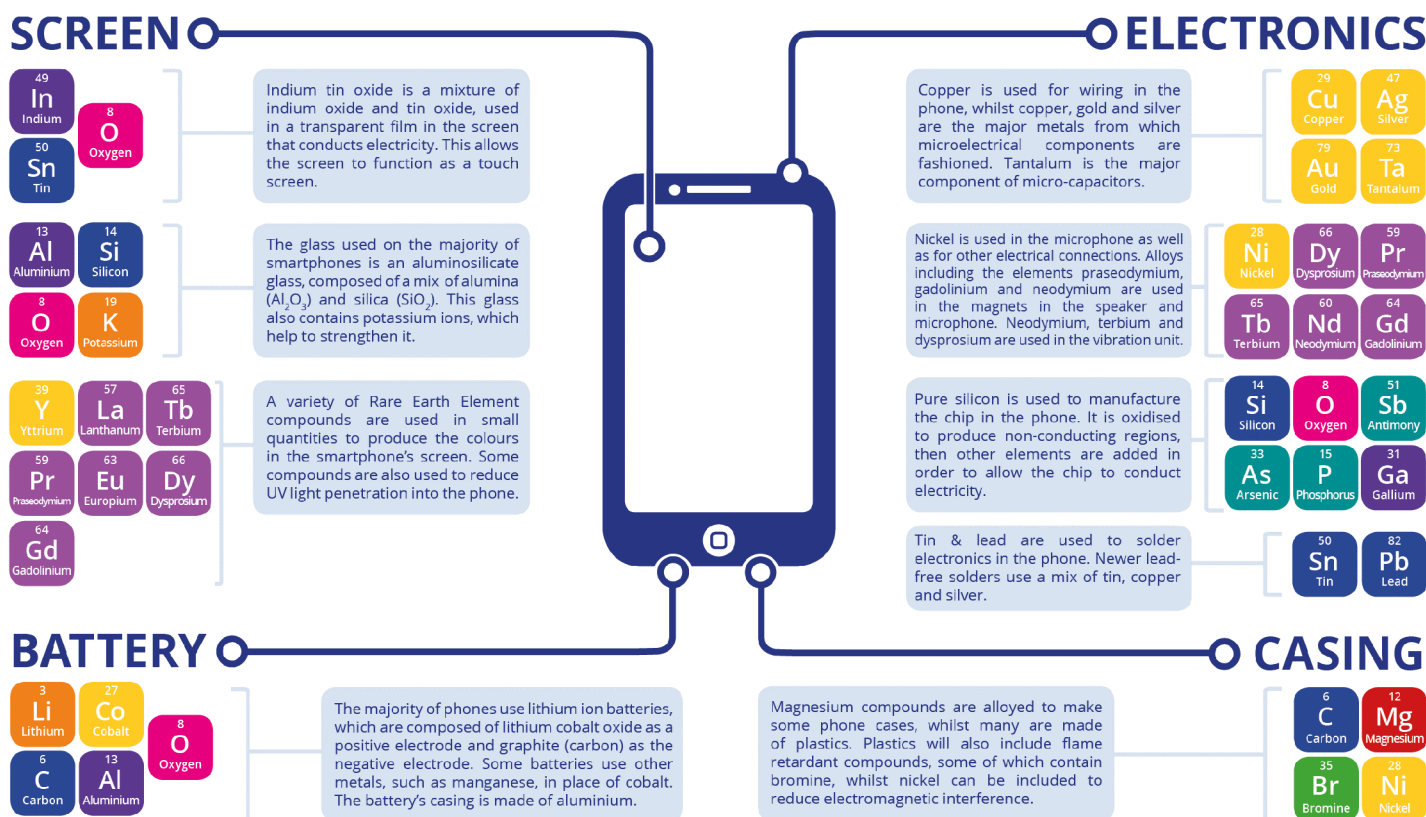 SCREEN
49
In
Indium
8
O
Oxygen
50
Sn
Tin
Indium tin oxide is a mixture of
indium oxide and tin oxide, used
in a transparent film in the screen
that conducts electricity. This allows
the screen to function as a touch
screen.
13
Al
Aluminium
14
Si
Silicon
8
O
Oxygen
19
K
Potassium
The glass used on the majority of
smartphones is an aluminosilicate
glass, composed of a mix of alumina
(Al₂O₃) and silica (SiO₂). This glass
also contains potassium ions, which
help to strengthen it.
39
Y
Yttrium
57
La
Lanthanum
65
Tb
Terbium
59
Pr
Praseodymium
63
Eu
Europium
66
Dy
Dysprosium
64
Gd
Gadolinium
A variety of Rare Earth Element
compounds are used in small
quantities to produce the colours
in the smartphone's screen. Some
compounds are also used to reduce
UV light penetration into the phone.
ELECTRONICS
Copper is used for wiring in the
phone, whilst copper, gold and silver
are the major metals from which
microelectrical components are
fashioned. Tantalum is the major
component of micro-capacitors.
29
Cu
Copper
47
Ag
Silver
79
Au
Gold
73
Ta
Tantalum
Nickel is used in the microphone as well
as for other electrical connections. Alloys
including the elements praseodymium,
gadolinium and neodymium are used
in the magnets in the speaker and
microphone. Neodymium, terbium and
dysprosium are used in the vibration unit.
28
Ni
Nickel
66
Dy
Dysprosium
59
Pr
Praseodymium
65
Tb
Terbium
60
Nd
Neodymium
64
Gd
Gadolinium
Pure silicon is used to manufacture
the chip in the phone. It is oxidised
to produce non-conducting regions,
then other elements are added in
order to allow the chip to conduct
electricity.
14
Si
Silicon
8
O
Oxygen
51
Sb
Antimony
33
As
Arsenic
15
P
Phosphorus
31
Ga
Gallium
Tin & lead are used to solder
electronics in the phone. Newer lead-
free solders use a mix of tin, copper
and silver.
50
Sn
Tin
82
Pb
Lead
BATTERY
3
Li
Lithium
27
Co
Cobalt
8
O
Oxygen
6
C
Carbon
13
Al
Aluminium
The majority of phones use lithium ion batteries,
which are composed of lithium cobalt oxide as a
positive electrode and graphite (carbon) as the
negative electrode. Some batteries use other
metals, such as manganese, in place of cobalt.
The battery's casing is made of aluminium.
CASING
Magnesium compounds are alloyed to make
some phone cases, whilst many are made
of plastics. Plastics will also include flame
retardant compounds, some of which contain
bromine, whilst nickel can be included to
reduce electromagnetic interference.
6
C
Carbon
12
Mg
Magnesium
35
Br
Bromine
28
Ni
Nickel